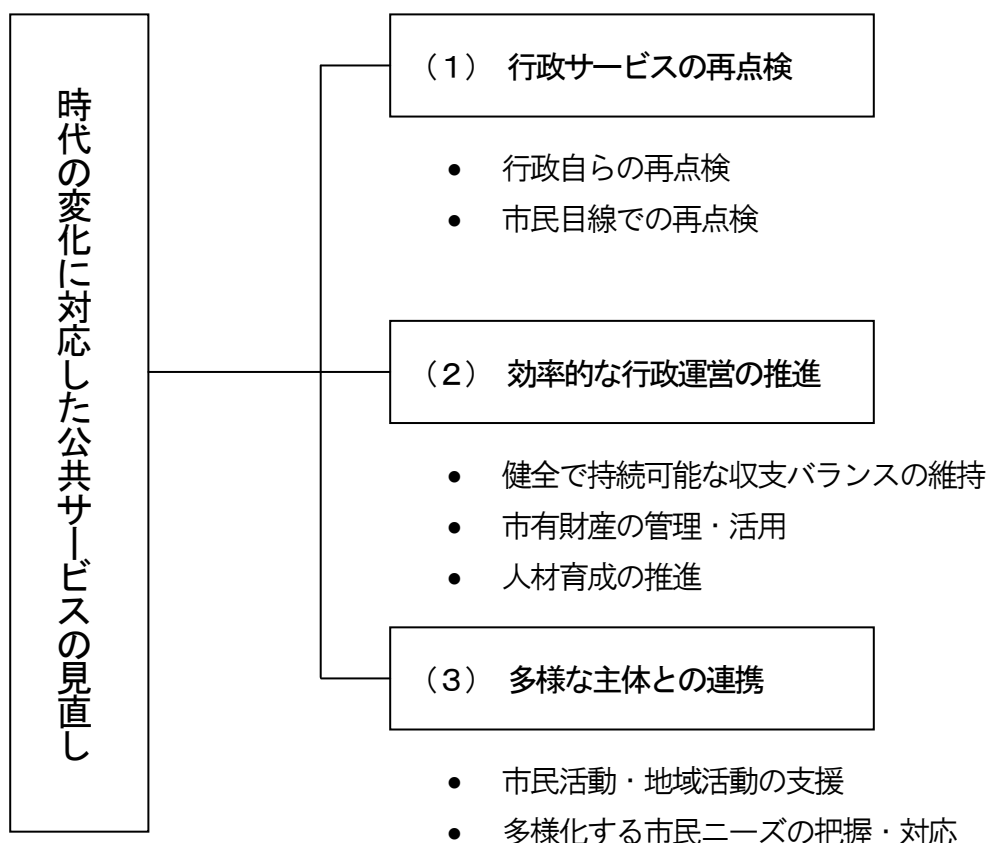 時代の変化に対応した公共サービスの見直し
（１） 行政サービスの再点検
● 行政自らの再点検
● 市民目線での再点検
（２） 効率的な行政運営の推進
● 健全で持続可能な収支バランスの維持
● 市有財産の管理・活用
● 人材育成の推進
（３） 多様な主体との連携
● 市民活動・地域活動の支援
● 多様化する市民ニーズの把握・対応